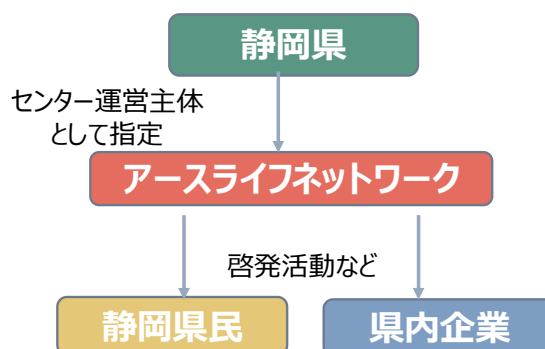 静岡県
センター運営主体
として指定
アースライフネットワーク
啓発活動など
静岡県民
県内企業